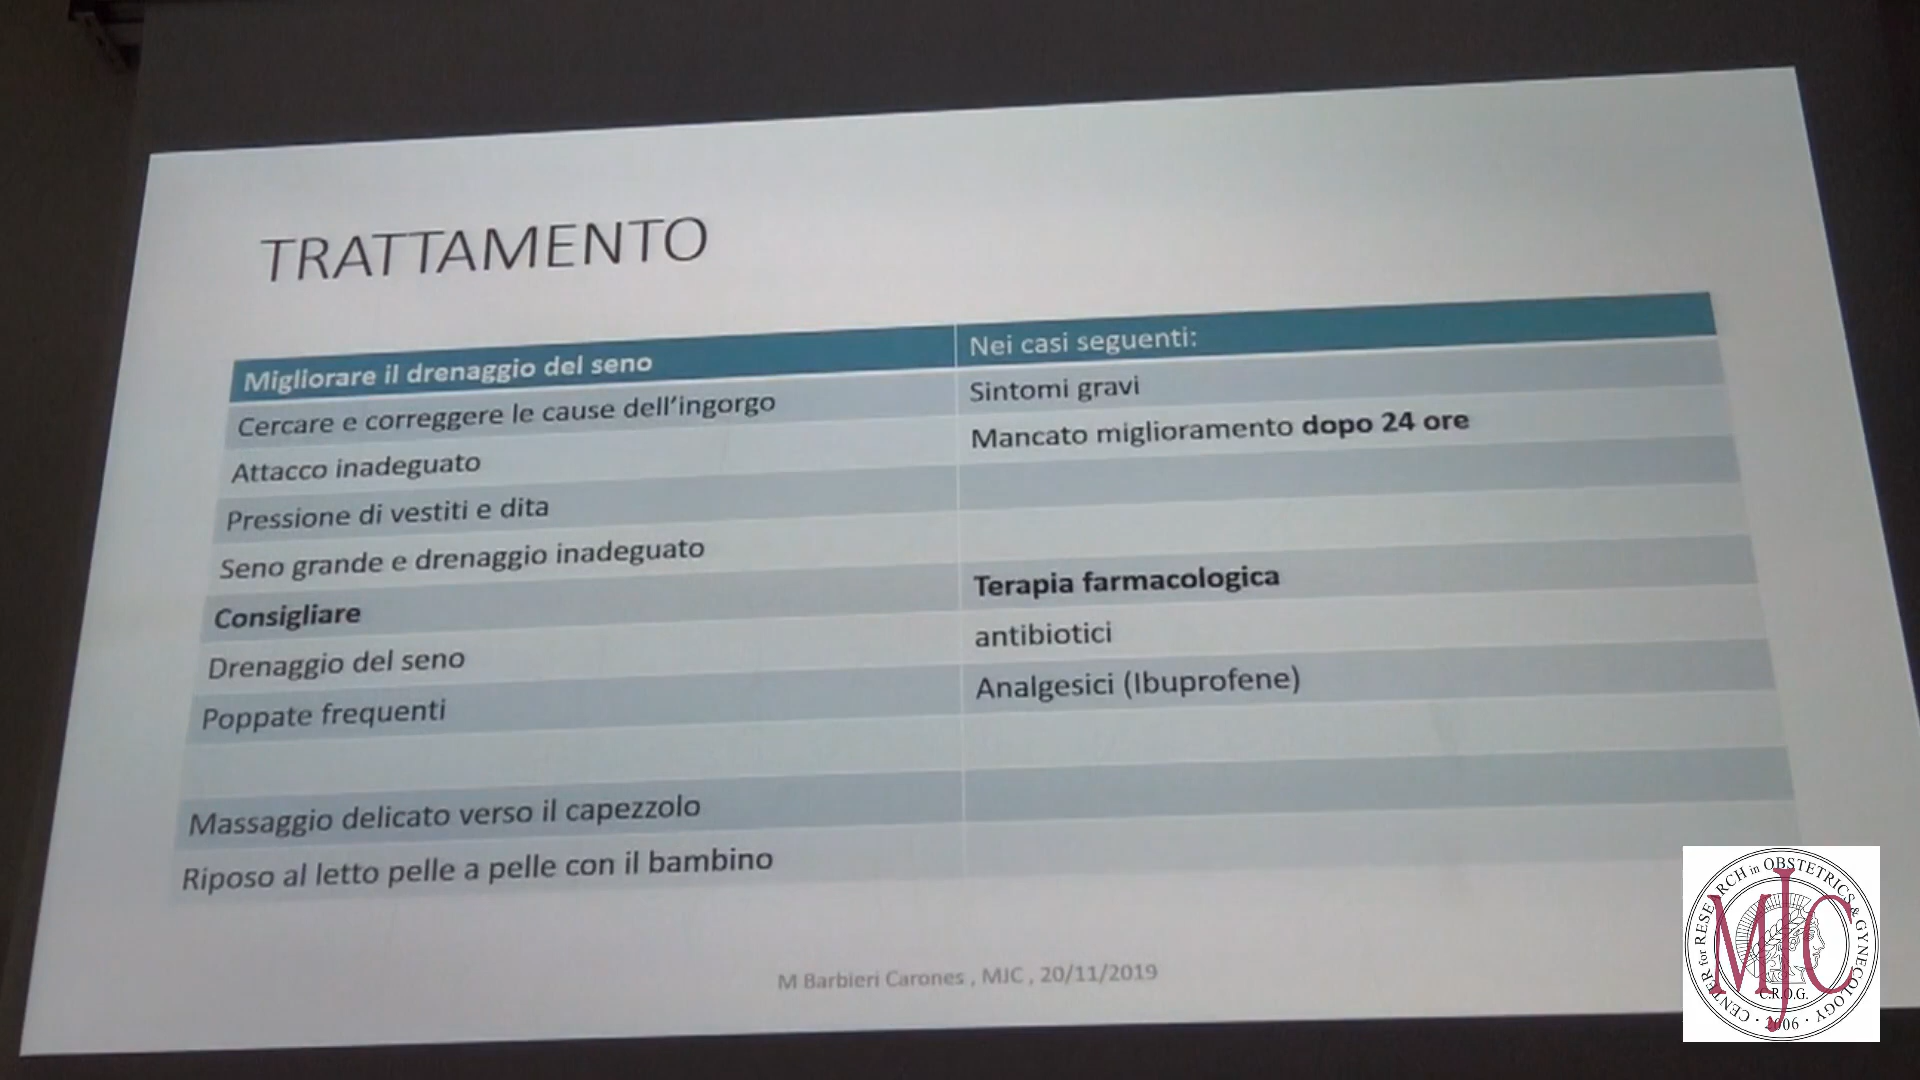 TRATTAMENTO
Migliorare il drenaggio del seno
Nei casi seguenti:
Cercare e correggere le cause dell'ingorgo
Sintomi gravi
Attacco inadeguato
Mancato miglioramento dopo 24 ore
Pressione di vestiti e dita
Seno grande e drenaggio inadeguato
Consigliare
Terapia farmacologica
Drenaggio del seno
antibiotici
Poppate frequenti
Analgesici (Ibuprofene)
Massaggio delicato verso il capezzolo
Riposo al letto pelle a pelle con il bambino
M Barbieri Carones , MJC , 20/11/2019
CENTER for RESEARCH in OBSTETRICS & GYNECOLOGY
MJC
C.R.O.G.
2006